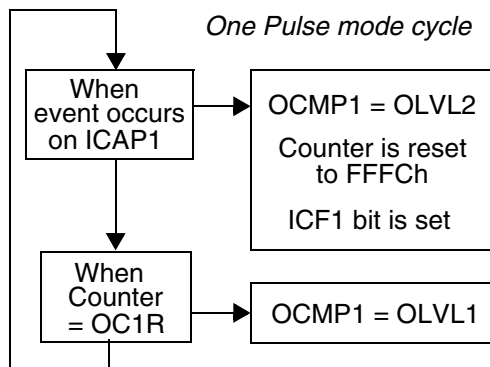 One Pulse mode cycle
When
event occurs
on ICAP1
OCMP1 = OLVL2
Counter is reset
to FFFCh
ICF1 bit is set
When
Counter
= OC1R
OCMP1 = OLVL1